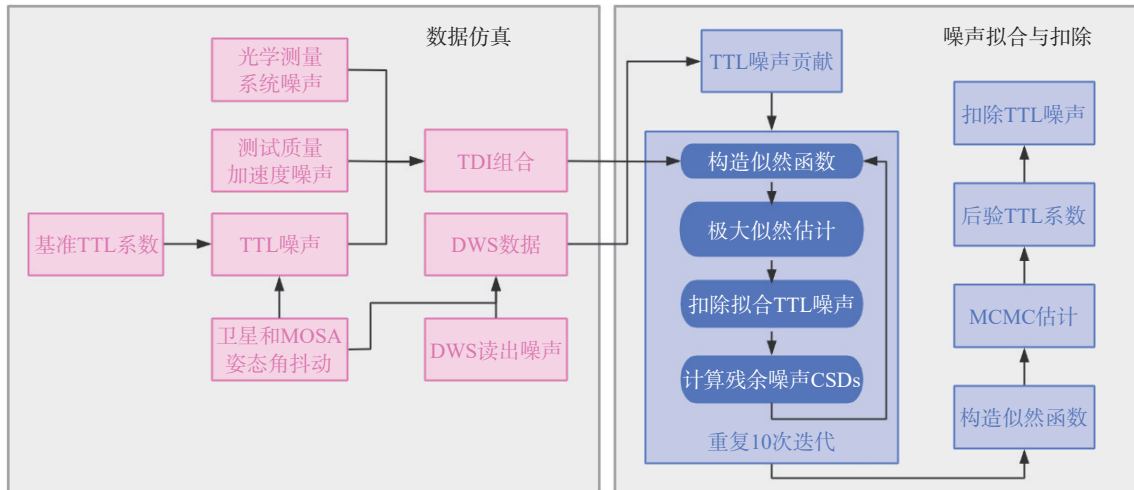 数据仿真
光学测量
系统噪声
测试质量
加速度噪声
TDI组合
基准TTL系数
TTL噪声
DWS数据
卫星和MOSA
姿态角抖动
DWS读出噪声
噪声拟合与扣除
TTL噪声贡献
构造似然函数
极大似然估计
扣除拟合TTL噪声
计算残余噪声CSDs
重复10次迭代
扣除TTL噪声
后验TTL系数
MCMC估计
构造似然函数